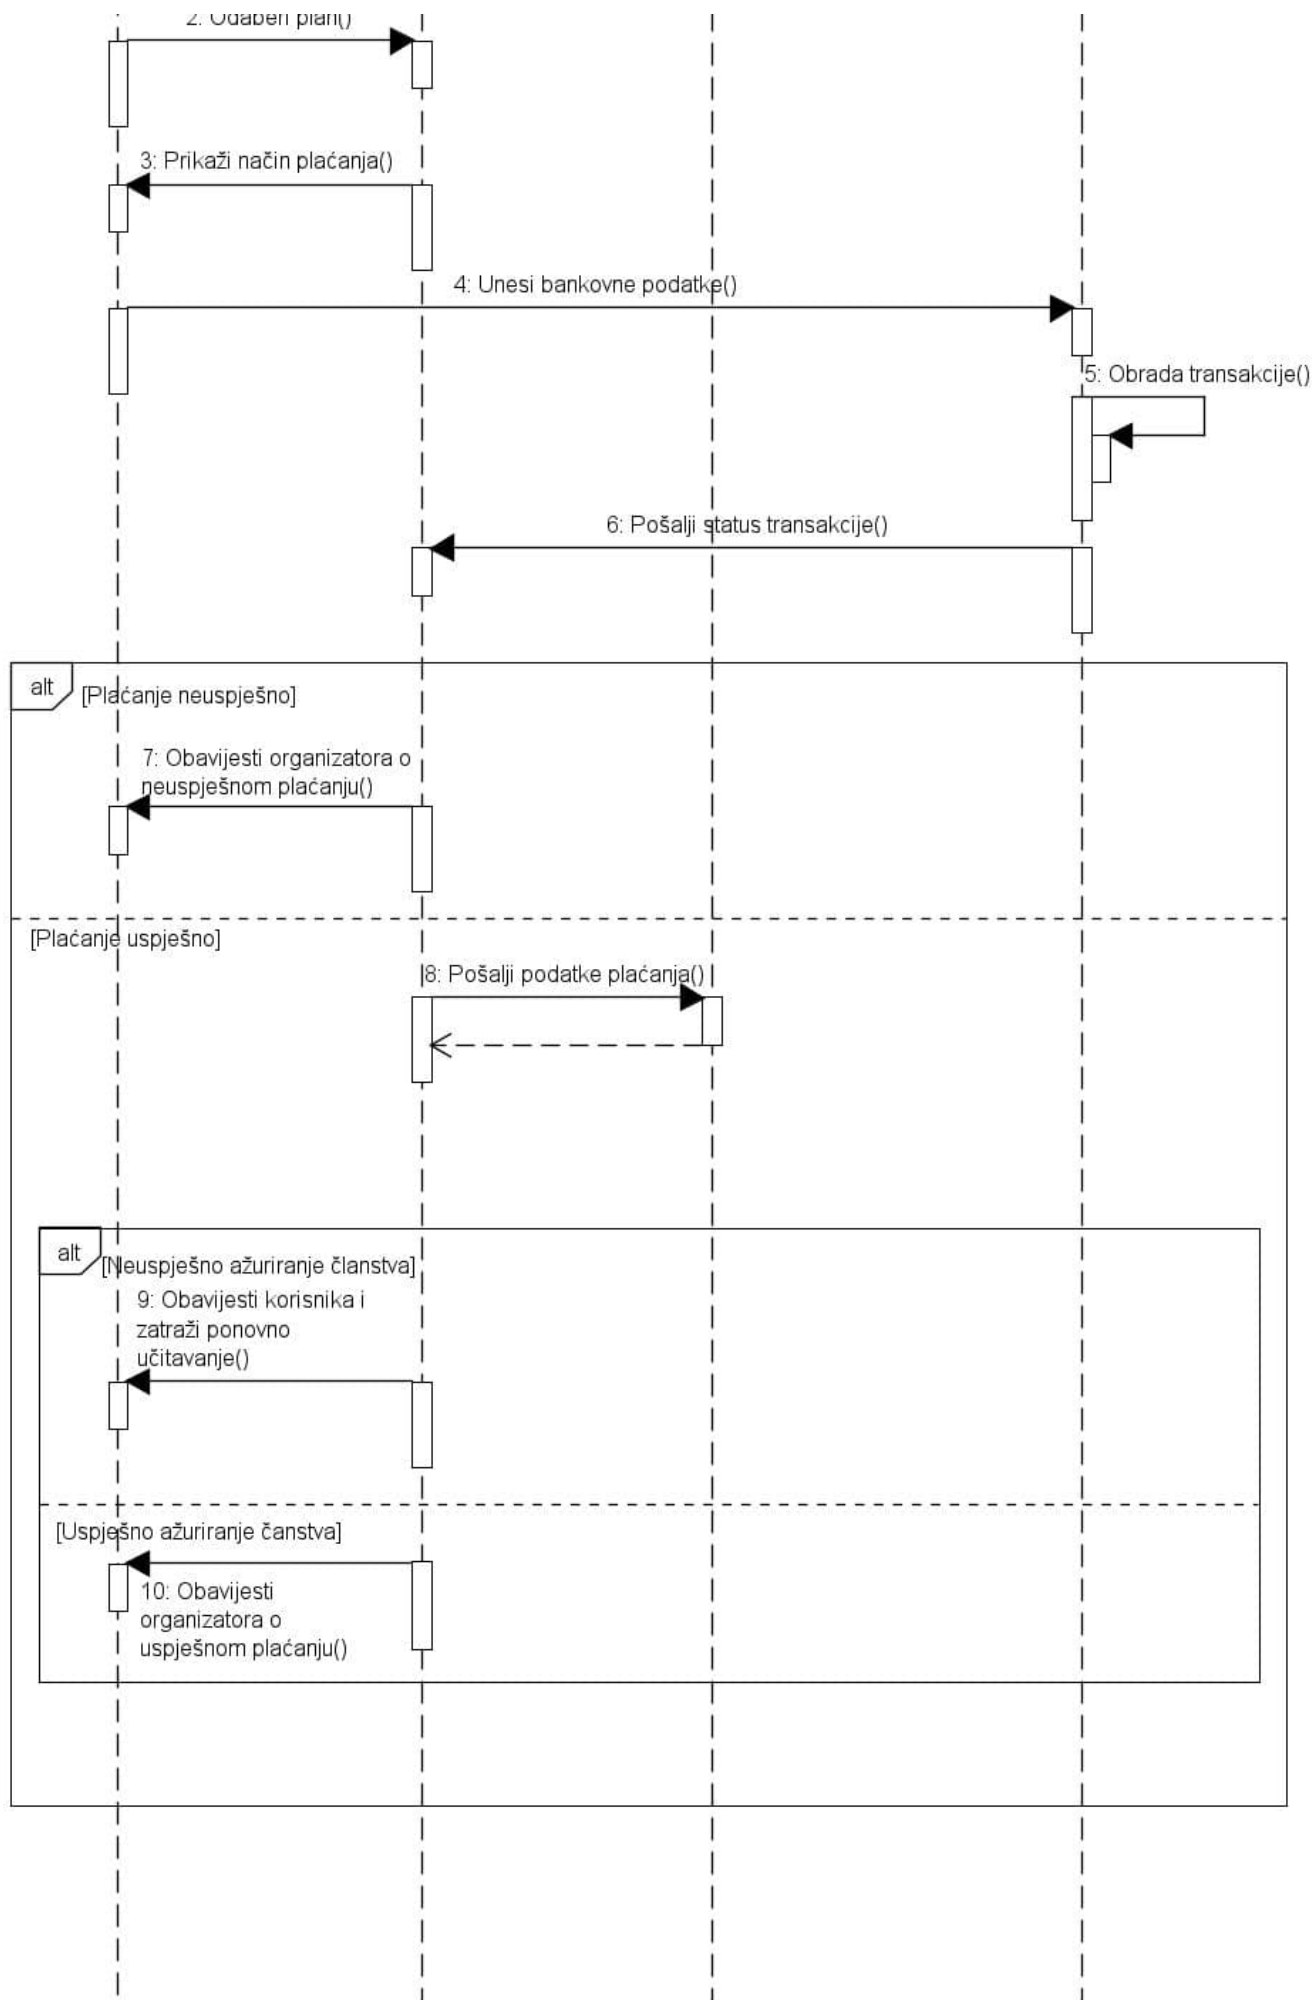 2: Odaberi plan()
3: Prikaži način plaćanja()
4: Unesi bankovne podatke()
5: Obrada transakcije()
6: Pošalji status transakcije()
alt
[Plaćanje neuspješno]
7: Obavijesti organizatora o
neuspješnom plaćanju()
[Plaćanje uspješno]
8: Pošalji podatke plaćanja()
alt
[Neuspješno ažuriranje članstva]
9: Obavijesti korisnika i
zatraži ponovno
učitavanje()
[Uspješno ažuriranje čanstva]
10: Obavijesti
organizatora o
uspješnom plaćanju()